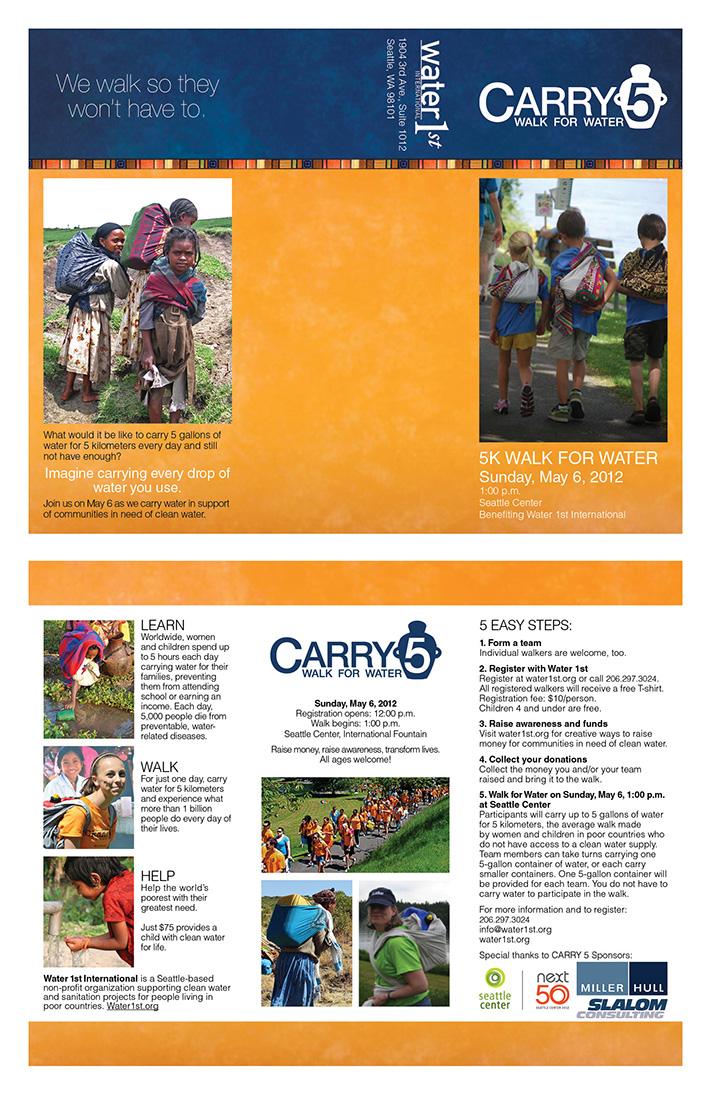 We walk so they
won't have to.
water1st
INTERNATIONAL
1904 3rd Ave., Suite 1012
Seattle, WA 98101
CARRY 5
WALK FOR WATER
What would it be like to carry 5 gallons of
water for 5 kilometers every day and still
not have enough?
Imagine carrying every drop of
water you use.
Join us on May 6 as we carry water in support
of communities in need of clean water.
5K WALK FOR WATER
Sunday, May 6, 2012
1:00 p.m.
Seattle Center
Benefiting Water 1st International
LEARN
Worldwide, women
and children spend up
to 5 hours each day
carrying water for their
families, preventing
them from attending
school or earning an
income. Each day,
5,000 people die from
preventable, water-
related diseases.
WALK
For just one day, carry
water for 5 kilometers
and experience what
more than 1 billion
people do every day of
their lives.
HELP
Help the world's
poorest with their
greatest need.
Just $75 provides a
child with clean water
for life.
Water 1st International is a Seattle-based
non-profit organization supporting clean water
and sanitation projects for people living in
poor countries. Water1st.org
CARRY 5
WALK FOR WATER
Sunday, May 6, 2012
Registration opens: 12:00 p.m.
Walk begins: 1:00 p.m.
Seattle Center, International Fountain
Raise money, raise awareness, transform lives.
All ages welcome!
5 EASY STEPS:
1. Form a team
Individual walkers are welcome, too.
2. Register with Water 1st
Register at water1st.org or call 206.297.3024.
All registered walkers will receive a free T-shirt.
Registration fee: $10/person.
Children 4 and under are free.
3. Raise awareness and funds
Visit water1st.org for creative ways to raise
money for communities in need of clean water.
4. Collect your donations
Collect the money you and/or your team
raised and bring it to the walk.
5. Walk for Water on Sunday, May 6, 1:00 p.m.
at Seattle Center
Participants will carry up to 5 gallons of water
for 5 kilometers, the average walk made
by women and children in poor countries who
do not have access to a clean water supply.
Team members can take turns carrying one
5-gallon container of water, or each carry
smaller containers. One 5-gallon container will
be provided for each team. You do not have to
carry water to participate in the walk.
For more information and to register:
206.297.3024
info@water1st.org
water1st.org
Special thanks to CARRY 5 Sponsors:
seattle
center
next
50
SEATTLE CENTER 2012
MILLER HULL
SLALOM
CONSULTING